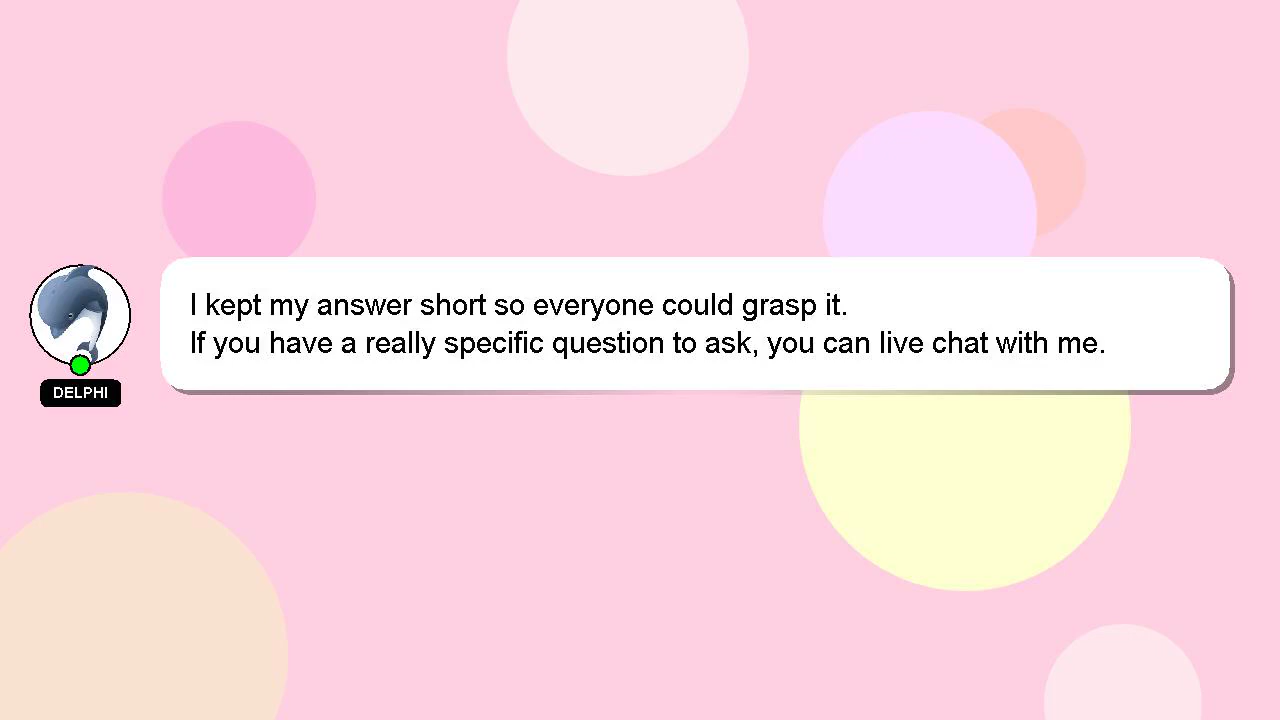 I kept my answer short so everyone could grasp it.
If you have a really specific question to ask, you can live chat with me.
DELPHI